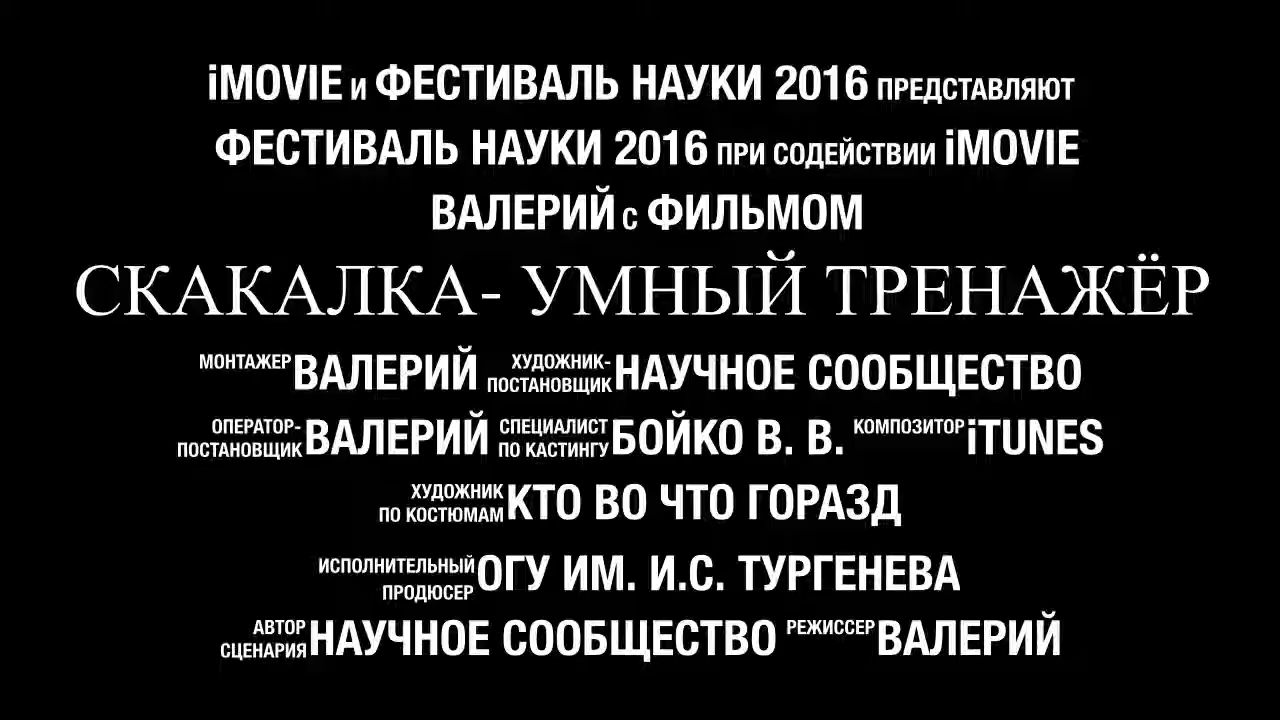 iMOVIE И ФЕСТИВАЛЬ НАУКИ 2016 ПРЕДСТАВЛЯЮТ
ФЕСТИВАЛЬ НАУКИ 2016 ПРИ СОДЕЙСТВИИ iMOVIE
ВАЛЕРИЙ С ФИЛЬМОМ
СКАКАЛКА- УМНЫЙ ТРЕНАЖЁР
МОНТАЖЕР ВАЛЕРИЙ ХУДОЖНИК-ПОСТАНОВЩИК НАУЧНОЕ СООБЩЕСТВО
ОПЕРАТОР-ПОСТАНОВЩИК ВАЛЕРИЙ СПЕЦИАЛИСТ ПО КАСТИНГУ БОЙКО В. В. КОМПОЗИТОР iTUNES
ХУДОЖНИК ПО КОСТЮМАМ КТО ВО ЧТО ГОРАЗД
ИСПОЛНИТЕЛЬНЫЙ ПРОДЮСЕР ОГУ ИМ. И.С. ТУРГЕНЕВА
АВТОР СЦЕНАРИЯ НАУЧНОЕ СООБЩЕСТВО РЕЖИССЕР ВАЛЕРИЙ